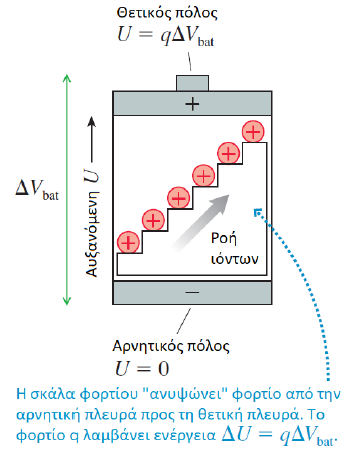 Θετικός πόλος
U = qΔV_bat
+
ΔV_bat
Αυξανόμενη U
+
+
+
+
+
+
Ροή
ιόντων
−
Αρνητικός πόλος
U = 0
Η σκάλα φορτίου "ανυψώνει" φορτίο από την
αρνητική πλευρά προς τη θετική πλευρά. Το
φορτίο q λαμβάνει ενέργεια ΔU = qΔV_bat.